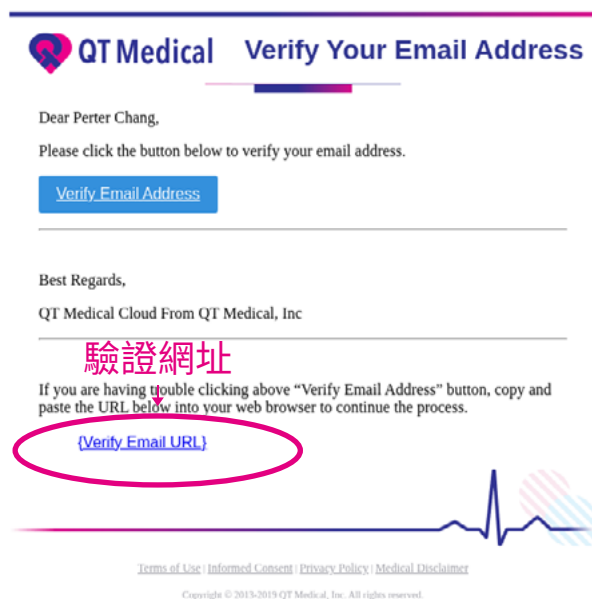 QT Medical
Verify Your Email Address
Dear Perter Chang,
Please click the button below to verify your email address.
Verify Email Address
Best Regards,
QT Medical Cloud From QT Medical, Inc
驗證網址
If you are having trouble clicking above “Verify Email Address” button, copy and
paste the URL below into your web browser to continue the process.
{Verify Email URL}
Terms of Use | Informed Consent | Privacy Policy | Medical Disclaimer
Copyright © 2013-2019 QT Medical, Inc. All rights reserved.